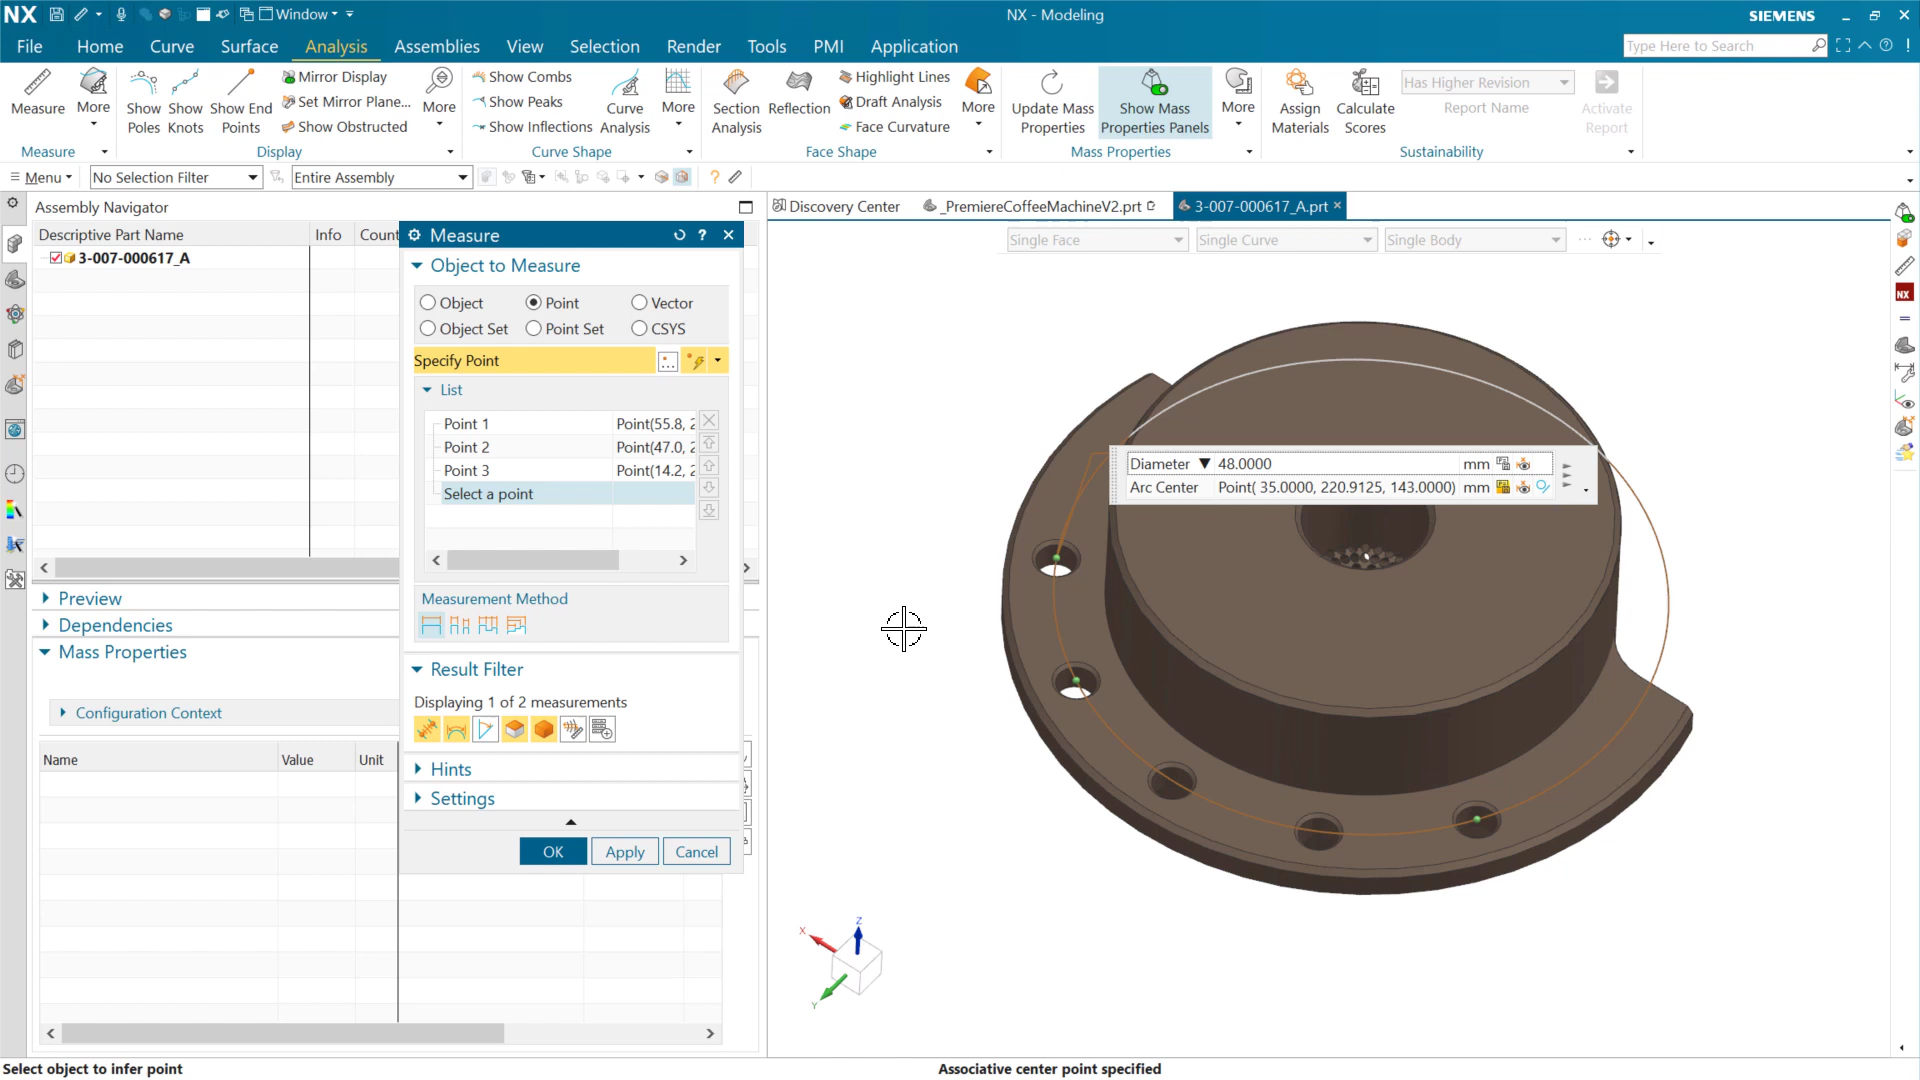 NX Window NX - Modeling SIEMENS
File Home Curve Surface Analysis Assemblies View Selection Render Tools PMI Application Type Here to Search
Measure More
Measure
Show Poles Show Knots Show End Points Mirror Display Set Mirror Plane... Show Obstructed More
Display
Show Combs Show Peaks Show Inflections Curve Analysis More
Curve Shape
Section Analysis Reflection Highlight Lines Draft Analysis Face Curvature More
Face Shape
Update Mass Properties Show Mass Properties Panels More
Mass Properties
Assign Materials Calculate Scores Has Higher Revision Report Name Activate Report
Sustainability
Menu No Selection Filter Entire Assembly
Assembly Navigator
Descriptive Part Name Info Count
3-007-000617_A
Preview
Dependencies
Mass Properties
Configuration Context
Name Value Unit
Measure
Object to Measure
Object Point Vector
Object Set Point Set CSYS
Specify Point
List
Point 1 Point(55.8, 2
Point 2 Point(47.0, 2
Point 3 Point(14.2, 2
Select a point
Measurement Method
Result Filter
Displaying 1 of 2 measurements
Hints
Settings
OK Apply Cancel
Discovery Center _PremiereCoffeeMachineV2.prt 3-007-000617_A.prt
Single Face Single Curve Single Body
Diameter 48.0000 mm
Arc Center Point( 35.0000, 220.9125, 143.0000) mm
X Z Y
NX
Select object to infer point Associative center point specified